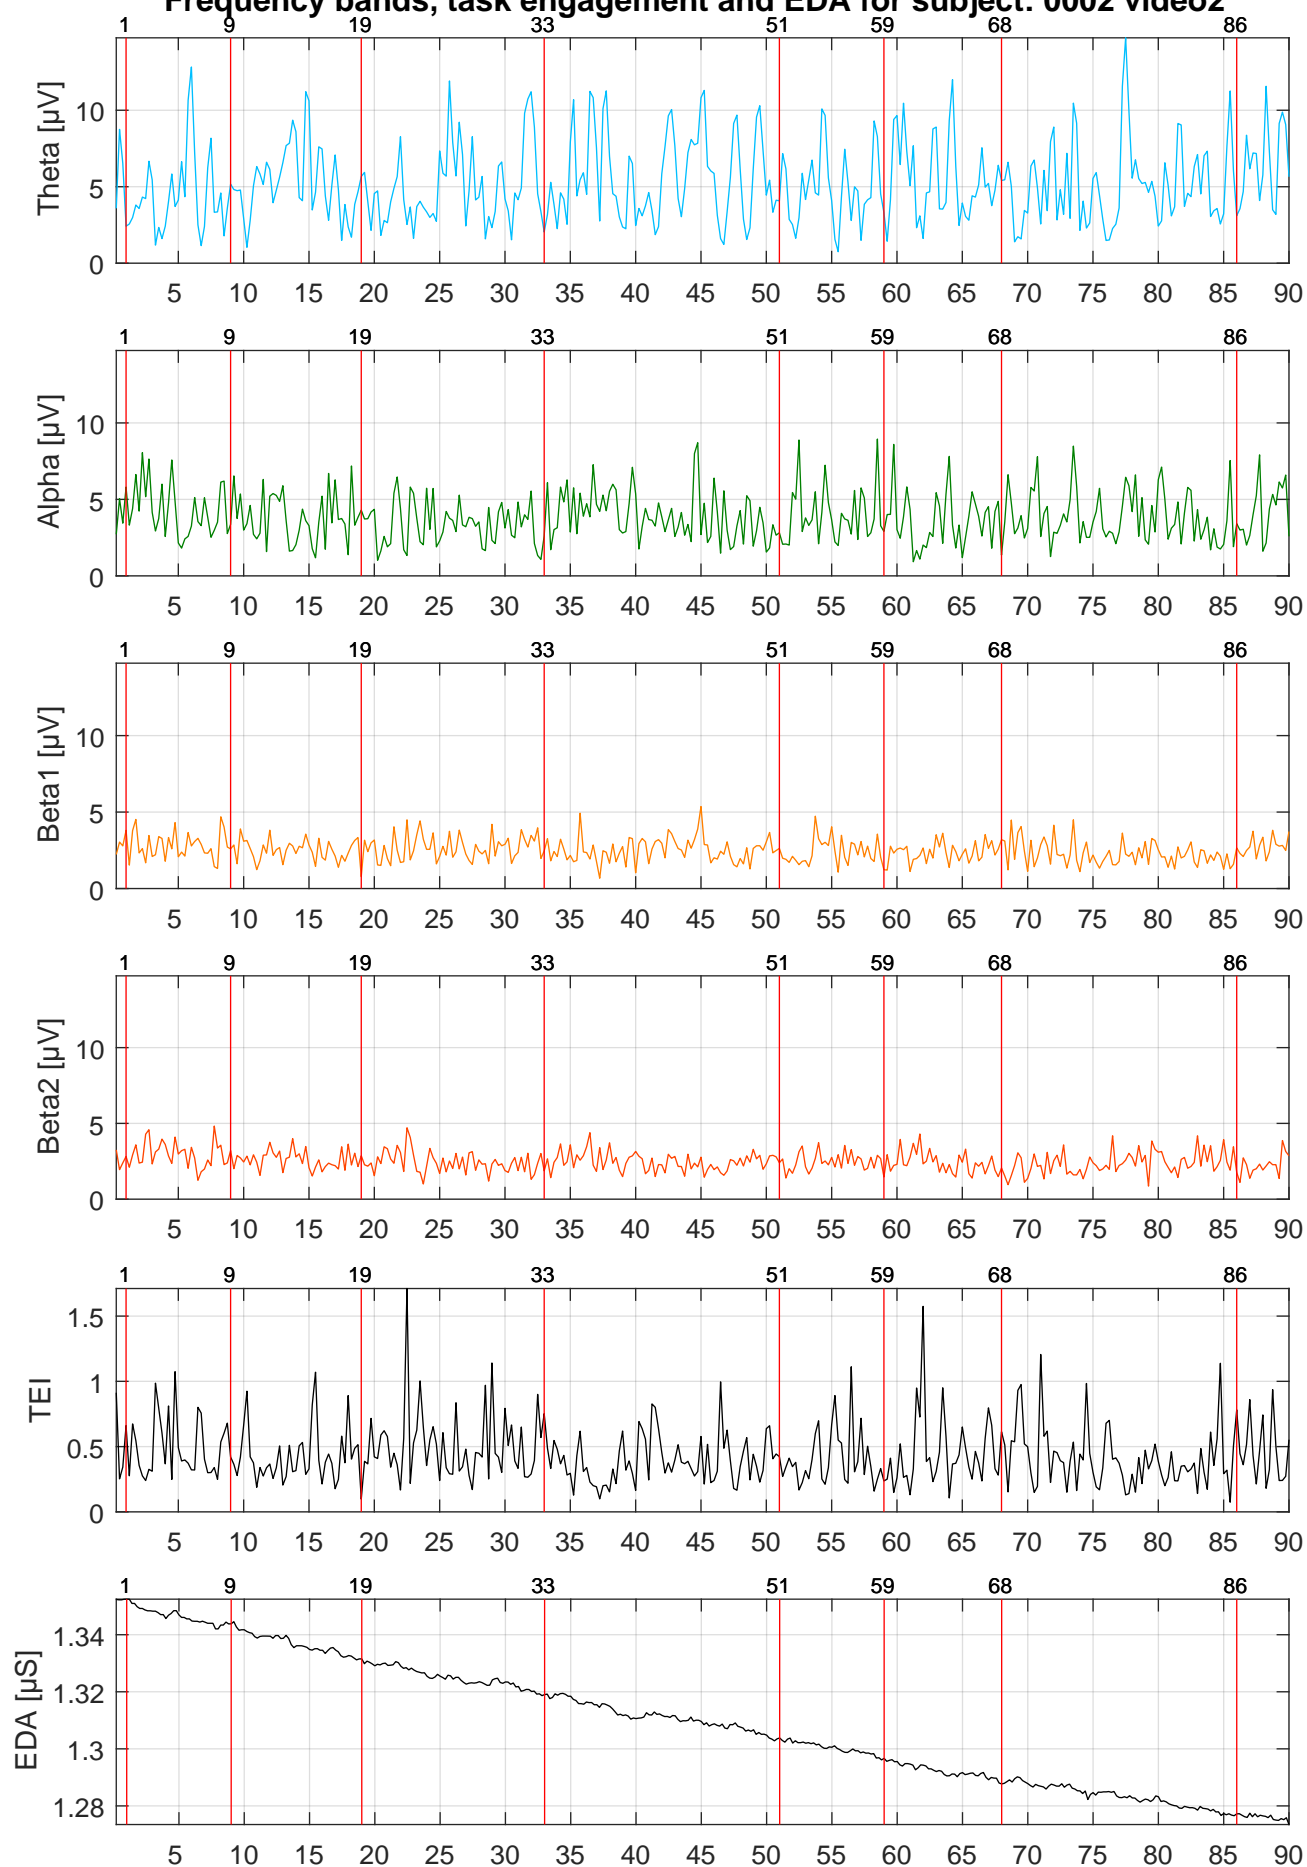 Frequency bands, task engagement and EDA for subject: 0002 video2
1 9 19 33 51 59 68 86
Theta [µV]
10
5
0
5 10 15 20 25 30 35 40 45 50 55 60 65 70 75 80 85 90
1 9 19 33 51 59 68 86
Alpha [µV]
10
5
0
5 10 15 20 25 30 35 40 45 50 55 60 65 70 75 80 85 90
1 9 19 33 51 59 68 86
Beta1 [µV]
10
5
0
5 10 15 20 25 30 35 40 45 50 55 60 65 70 75 80 85 90
1 9 19 33 51 59 68 86
Beta2 [µV]
10
5
0
5 10 15 20 25 30 35 40 45 50 55 60 65 70 75 80 85 90
1 9 19 33 51 59 68 86
TEI
1.5
1
0.5
0
5 10 15 20 25 30 35 40 45 50 55 60 65 70 75 80 85 90
1 9 19 33 51 59 68 86
EDA [µS]
1.34
1.32
1.3
1.28
5 10 15 20 25 30 35 40 45 50 55 60 65 70 75 80 85 90